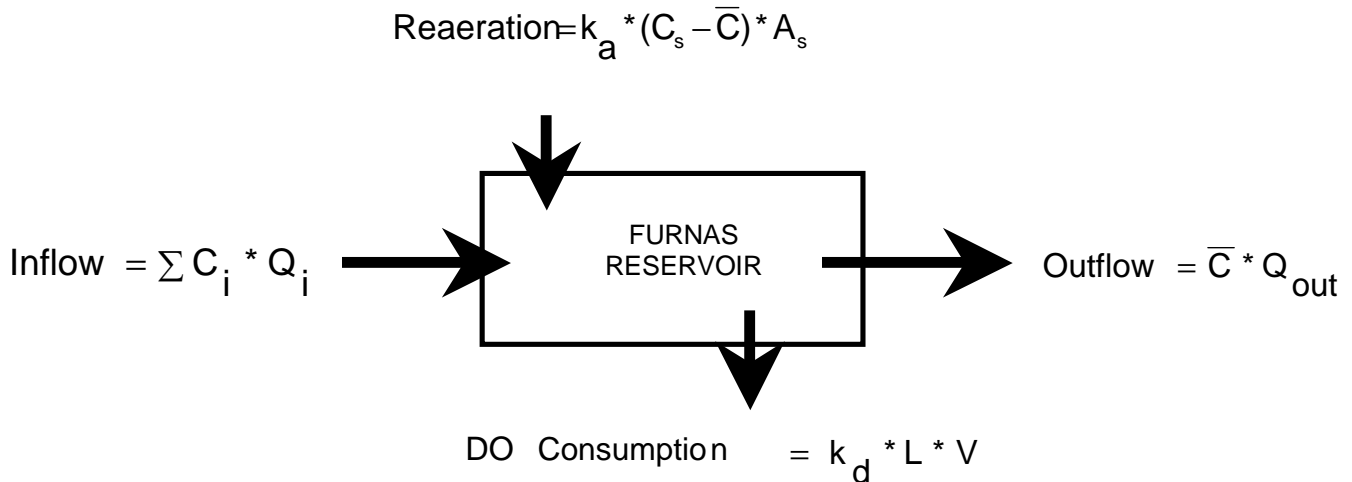 Reaeration=k_a*(C_s−C̅)*A_s
FURNAS
RESERVOIR
Inflow = ∑ C_i * Q_i
Outflow = C̅ * Q_out
DO Consumption = k_d * L * V